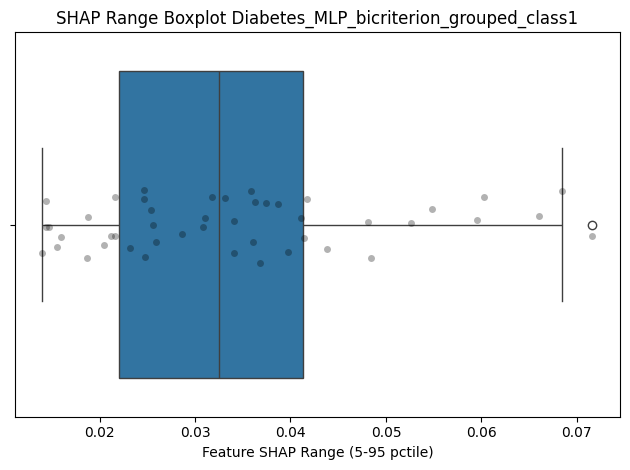 SHAP Range Boxplot Diabetes_MLP_bicriterion_grouped_class1
0.02 0.03 0.04 0.05 0.06 0.07
Feature SHAP Range (5-95 pctile)